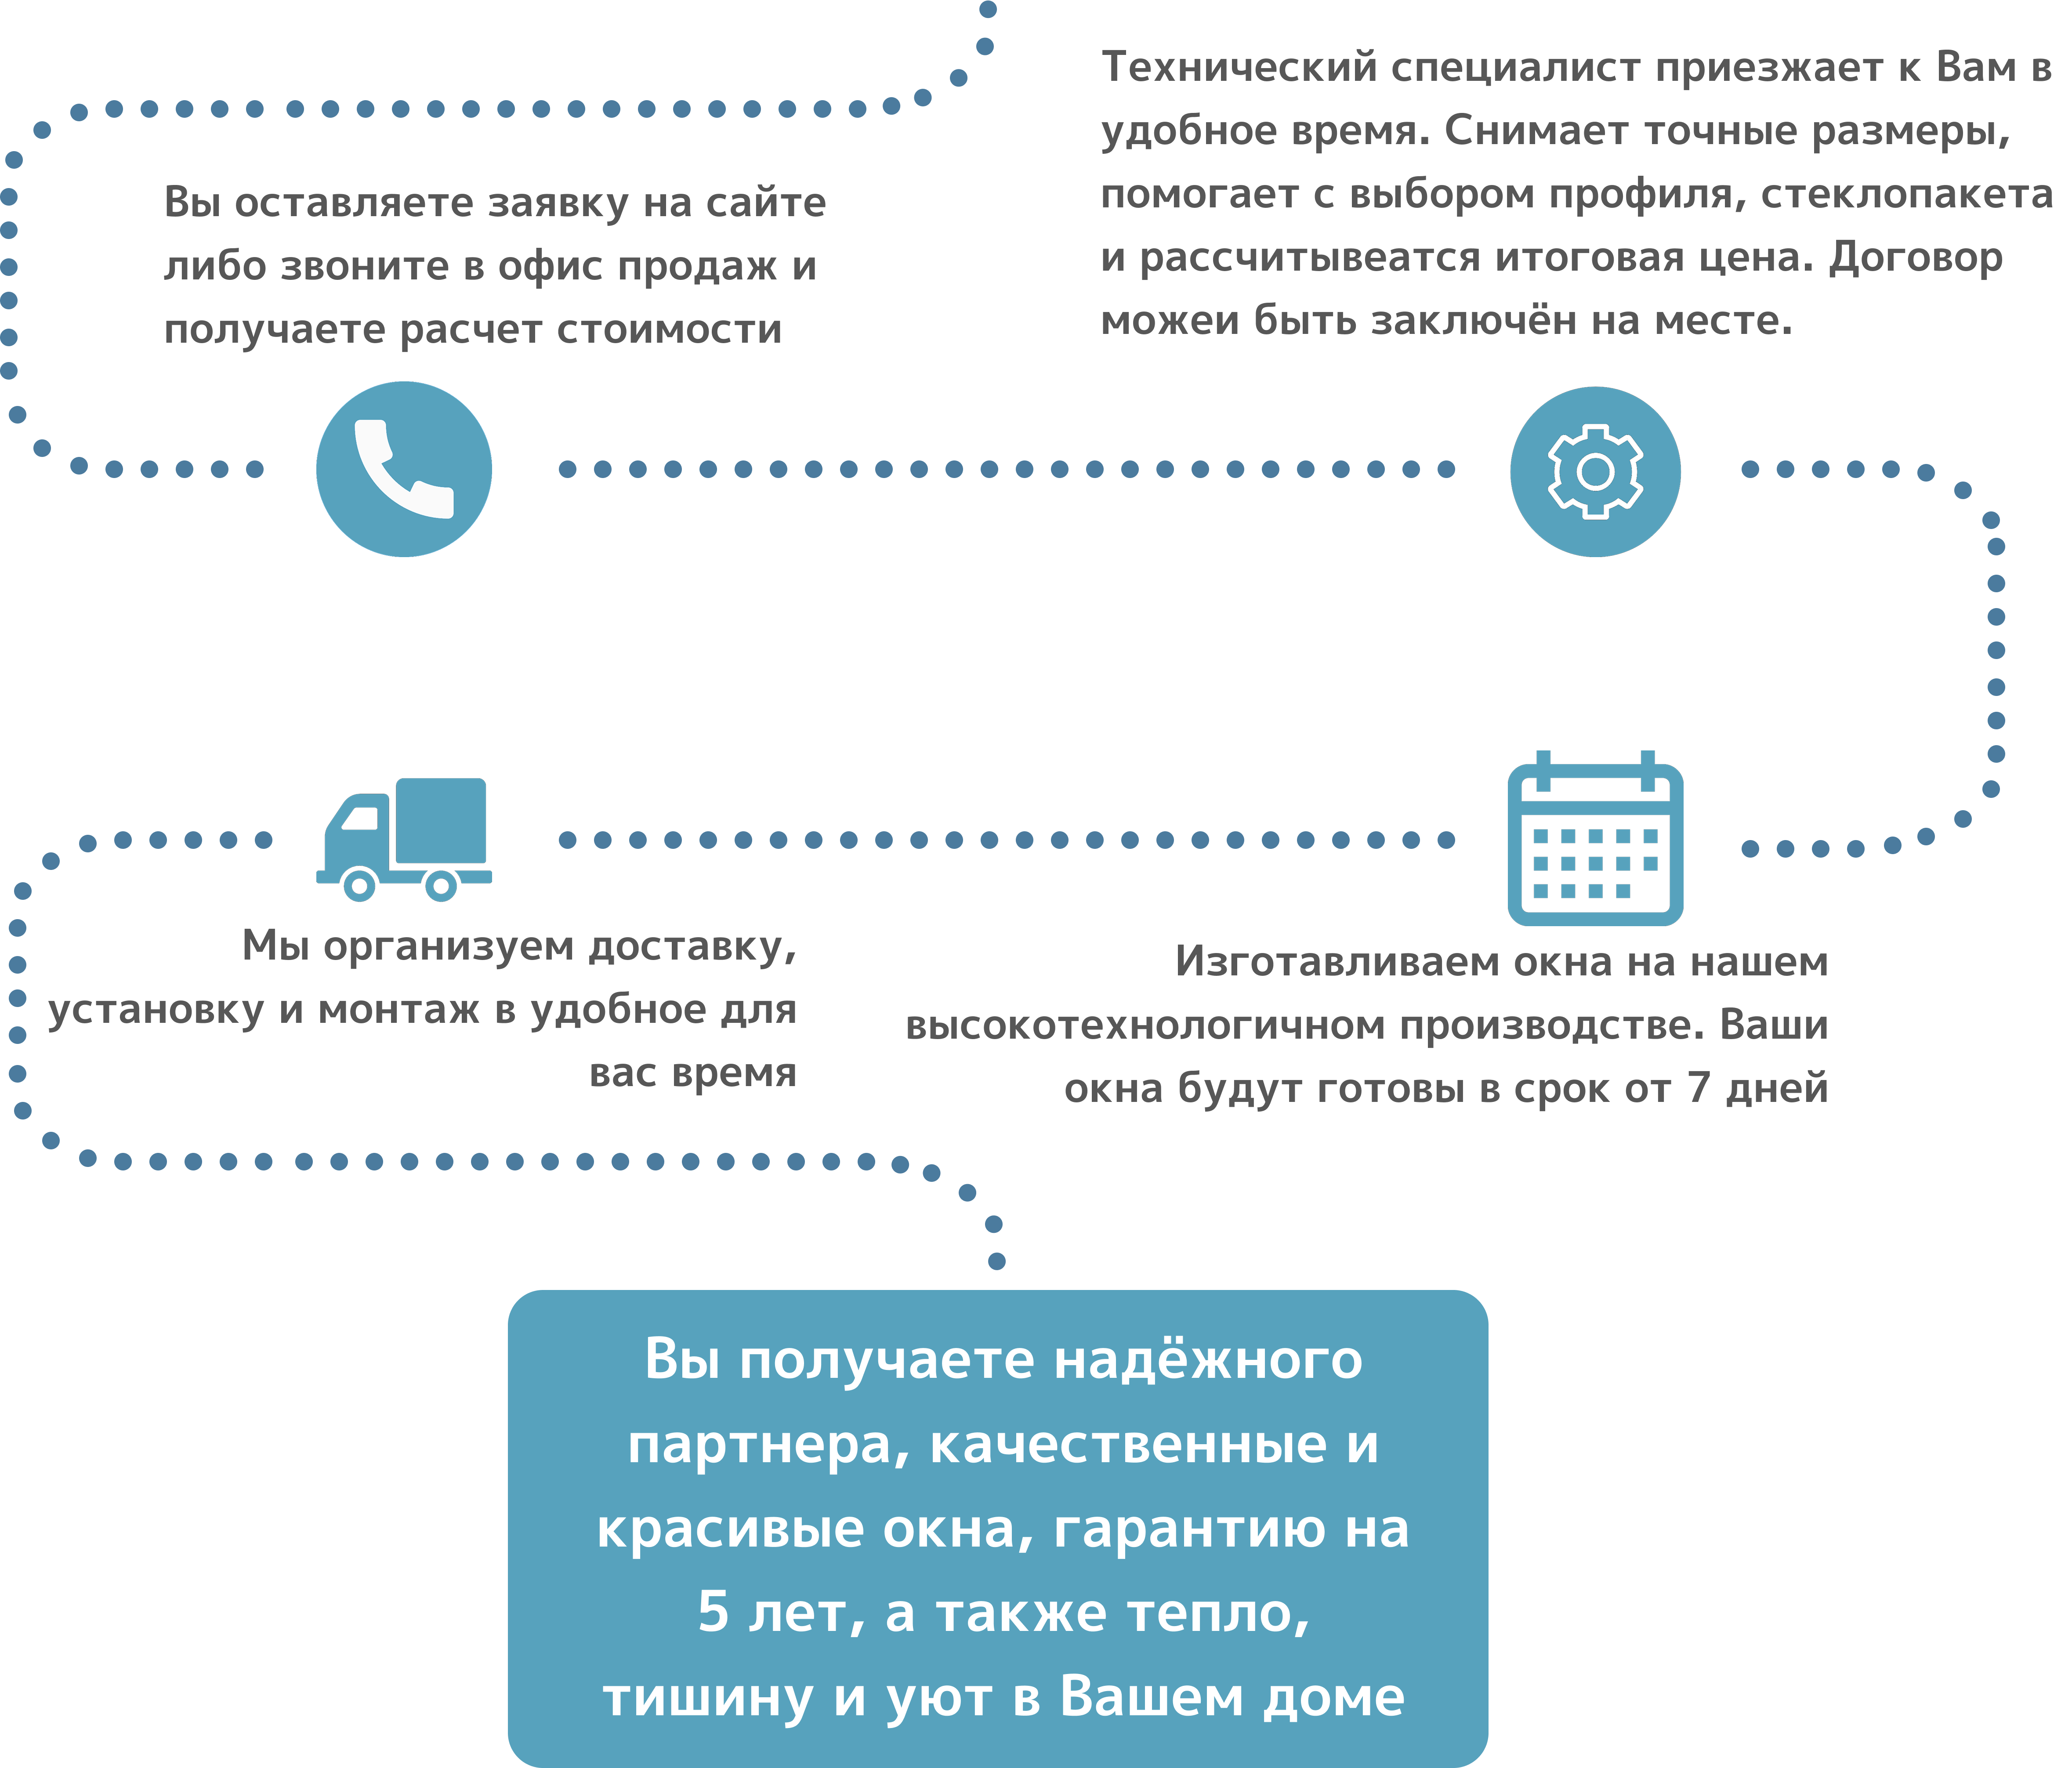 Вы оставляете заявку на сайте
либо звоните в офис продаж и
получаете расчет стоимости
Технический специалист приезжает к Вам в
удобное время. Снимает точные размеры,
помогает с выбором профиля, стеклопакета
и рассчитывеатся итоговая цена. Договор
можеи быть заключён на месте.
Изготавливаем окна на нашем
высокотехнологичном производстве. Ваши
окна будут готовы в срок от 7 дней
Мы организуем доставку,
установку и монтаж в удобное для
вас время
Вы получаете надёжного
партнера, качественные и
красивые окна, гарантию на
5 лет, а также тепло,
тишину и уют в Вашем доме